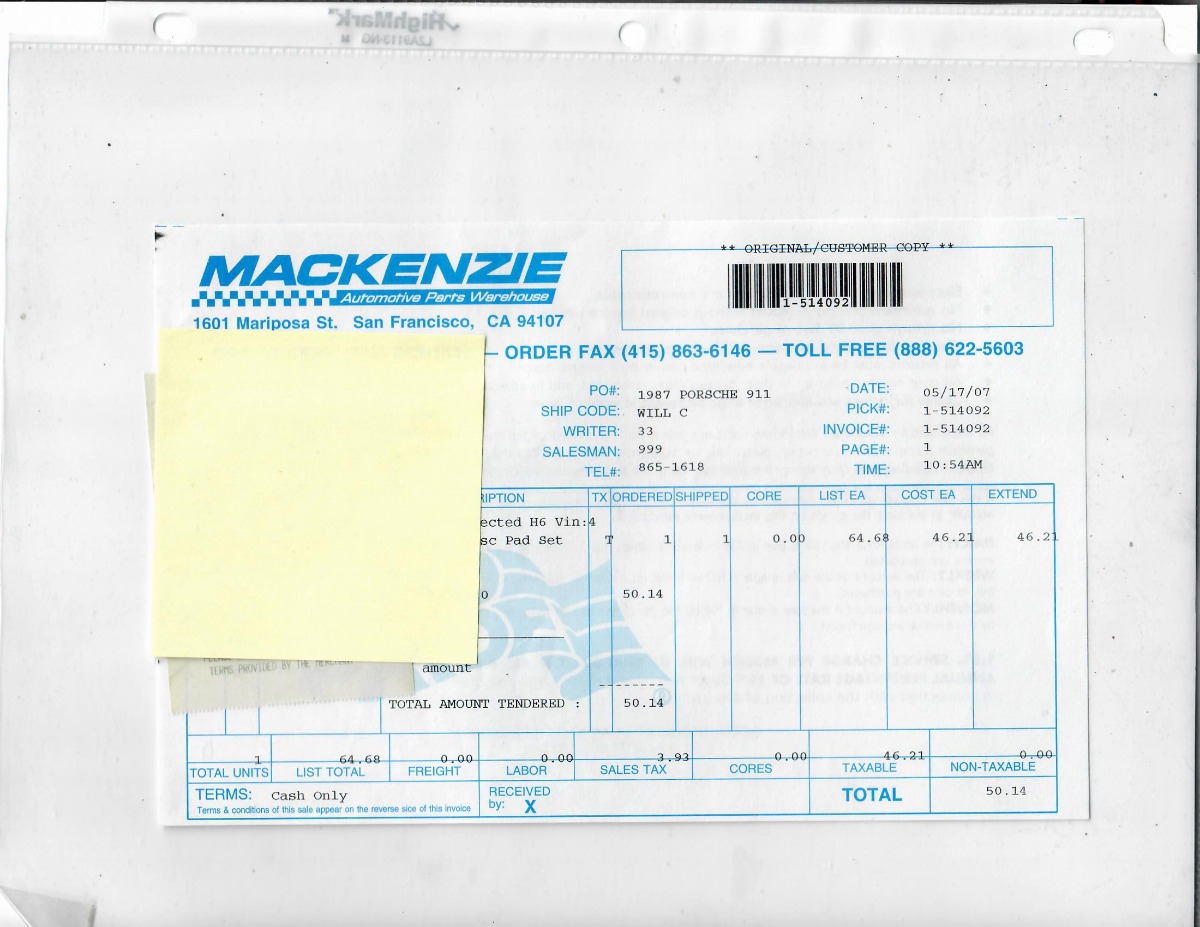 HighMark™
LZA9113-NG M
** ORIGINAL/CUSTOMER COPY **
1-514092
MACKENZIE
Automotive Parts Warehouse
1601 Mariposa St. San Francisco, CA 94107
— ORDER FAX (415) 863-6146 — TOLL FREE (888) 622-5603
PO#: 1987 PORSCHE 911
SHIP CODE: WILL C
WRITER: 33
SALESMAN: 999
TEL#: 865-1618
DATE: 05/17/07
PICK#: 1-514092
INVOICE#: 1-514092
PAGE#: 1
TIME: 10:54AM
RIPTION TX ORDERED SHIPPED CORE LIST EA COST EA EXTEND
ected H6 Vin:4
sc Pad Set T 1 1 0.00 64.68 46.21 46.21
0 50.14
TERMS PROVIDED BY THE MERCHANT
amount
TOTAL AMOUNT TENDERED : 50.14
1 64.68 0.00 0.00 3.93 0.00 46.21 0.00
TOTAL UNITS LIST TOTAL FREIGHT LABOR SALES TAX CORES TAXABLE NON-TAXABLE
TERMS: Cash Only
Terms & conditions of this sale appear on the reverse sice of this invoice
RECEIVED
by: X
TOTAL 50.14